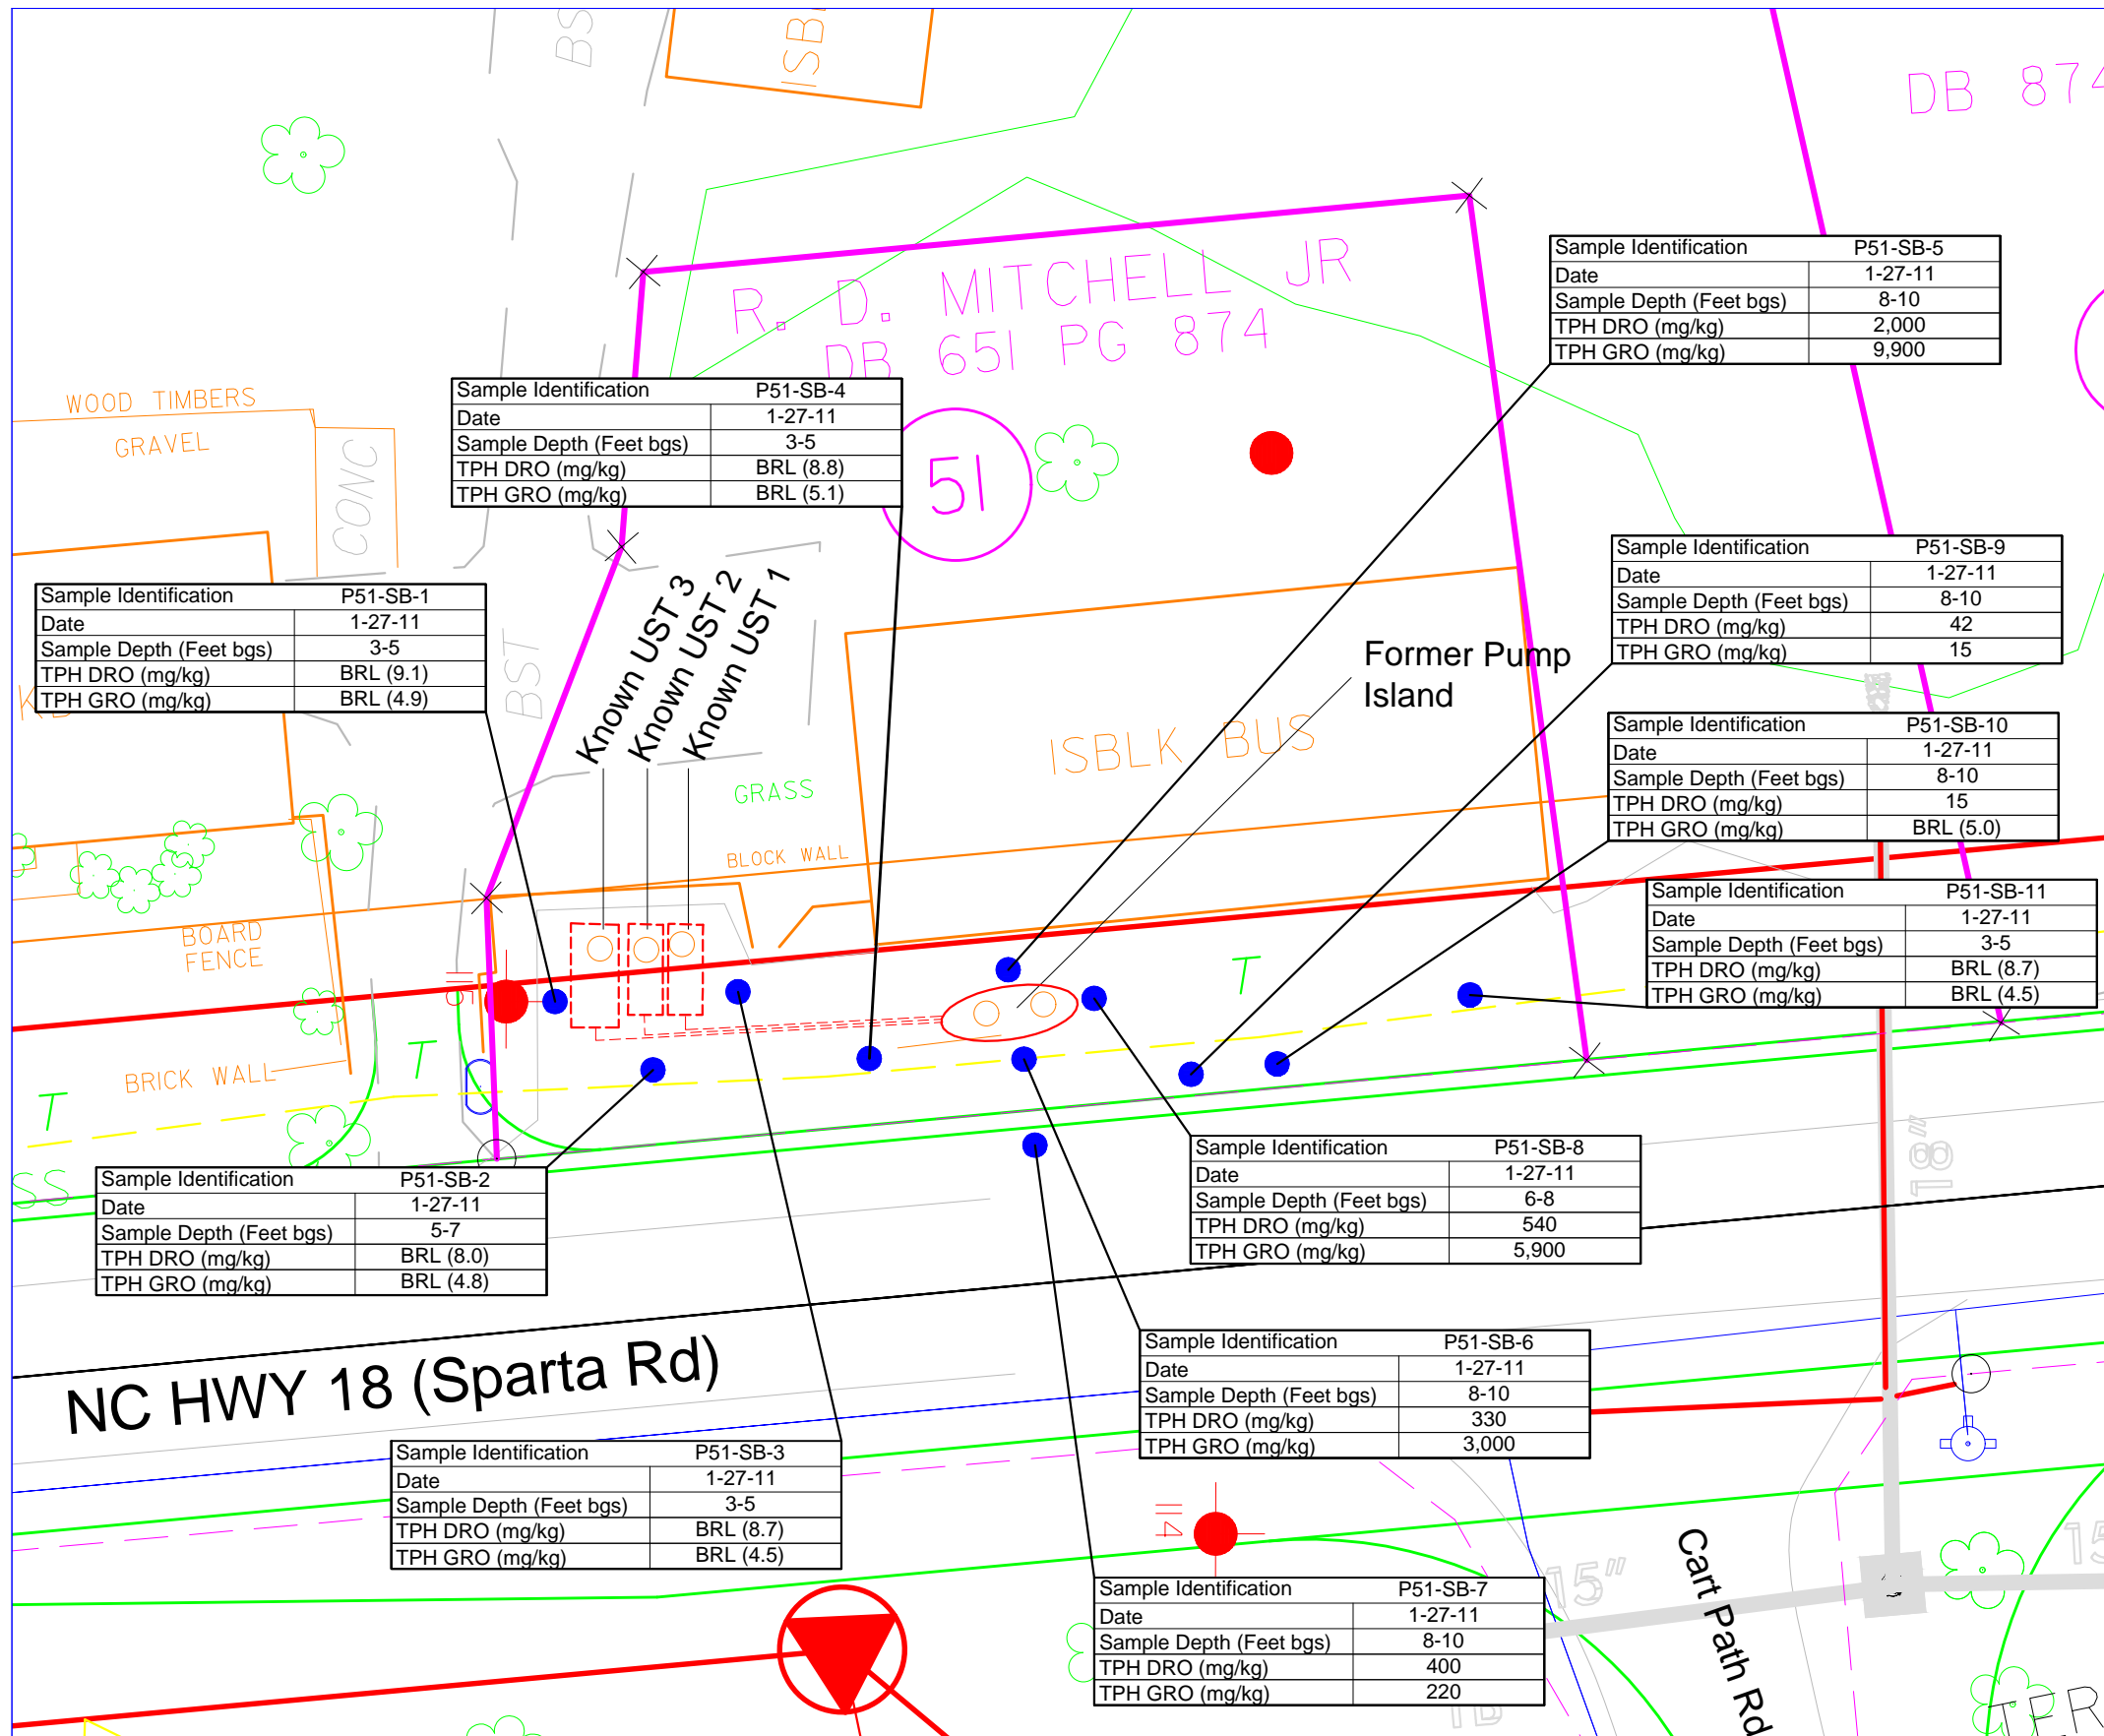 BS
ISB
DB 874
R. D. MITCHELL JR
DB 651 PG 874
51
Sample Identification P51-SB-5
Date 1-27-11
Sample Depth (Feet bgs) 8-10
TPH DRO (mg/kg) 2,000
TPH GRO (mg/kg) 9,900
Sample Identification P51-SB-4
Date 1-27-11
Sample Depth (Feet bgs) 3-5
TPH DRO (mg/kg) BRL (8.8)
TPH GRO (mg/kg) BRL (5.1)
WOOD TIMBERS
GRAVEL
CONC
Sample Identification P51-SB-9
Date 1-27-11
Sample Depth (Feet bgs) 8-10
TPH DRO (mg/kg) 42
TPH GRO (mg/kg) 15
Sample Identification P51-SB-1
Date 1-27-11
Sample Depth (Feet bgs) 3-5
TPH DRO (mg/kg) BRL (9.1)
TPH GRO (mg/kg) BRL (4.9)
BST
Known UST 3
Known UST 2
Known UST 1
Former Pump
Island
ISBLK BUS
GRASS
BLOCK WALL
Sample Identification P51-SB-10
Date 1-27-11
Sample Depth (Feet bgs) 8-10
TPH DRO (mg/kg) 15
TPH GRO (mg/kg) BRL (5.0)
Sample Identification P51-SB-11
Date 1-27-11
Sample Depth (Feet bgs) 3-5
TPH DRO (mg/kg) BRL (8.7)
TPH GRO (mg/kg) BRL (4.5)
BOARD
FENCE
115
T
T
T
BRICK WALL
SS
18"
Sample Identification P51-SB-8
Date 1-27-11
Sample Depth (Feet bgs) 6-8
TPH DRO (mg/kg) 540
TPH GRO (mg/kg) 5,900
Sample Identification P51-SB-2
Date 1-27-11
Sample Depth (Feet bgs) 5-7
TPH DRO (mg/kg) BRL (8.0)
TPH GRO (mg/kg) BRL (4.8)
NC HWY 18 (Sparta Rd)
Sample Identification P51-SB-6
Date 1-27-11
Sample Depth (Feet bgs) 8-10
TPH DRO (mg/kg) 330
TPH GRO (mg/kg) 3,000
Sample Identification P51-SB-3
Date 1-27-11
Sample Depth (Feet bgs) 3-5
TPH DRO (mg/kg) BRL (8.7)
TPH GRO (mg/kg) BRL (4.5)
114
15"
15
Cart Path Rd
Sample Identification P51-SB-7
Date 1-27-11
Sample Depth (Feet bgs) 8-10
TPH DRO (mg/kg) 400
TPH GRO (mg/kg) 220
TER